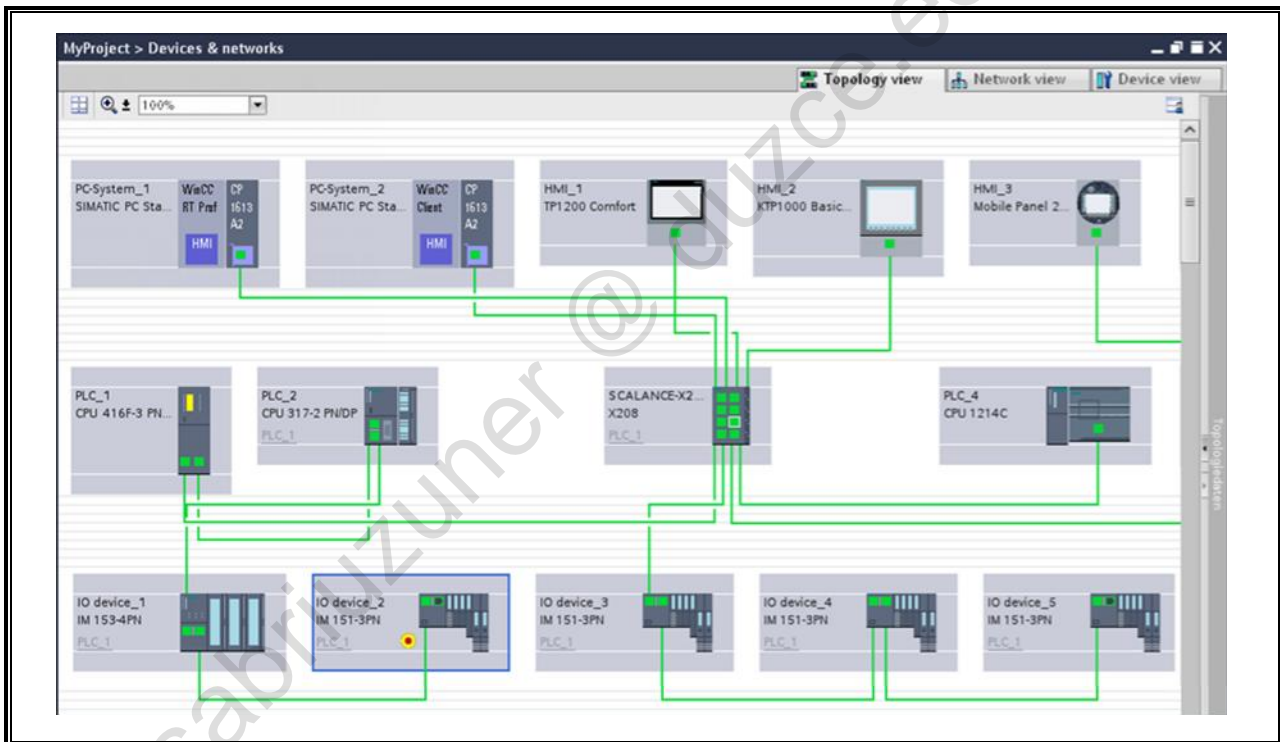 MyProject > Devices & networks
Topology view
Network view
Device view
100%
PC-System_1
SIMATIC PC Sta...
WinCC
RT Prof
CP
1613
A2
HMI
PC-System_2
SIMATIC PC Sta...
WinCC
Client
CP
1613
A2
HMI
HMI_1
TP1200 Comfort
HMI_2
KTP1000 Basic...
HMI_3
Mobile Panel 2...
PLC_1
CPU 416F-3 PN...
PLC_2
CPU 317-2 PN/DP
PLC_1
SCALANCE-X2...
X208
PLC_1
PLC_4
CPU 1214C
Topologiedaten
IO device_1
IM 153-4PN
PLC_1
IO device_2
IM 151-3PN
PLC_1
IO device_3
IM 151-3PN
PLC_1
IO device_4
IM 151-3PN
PLC_1
IO device_5
IM 151-3PN
PLC_1
sabriuzuner @ duzce.ed